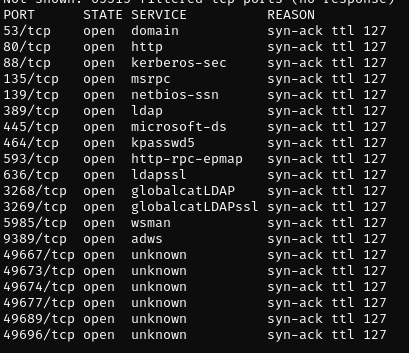 Not shown: 65515 filtered tcp ports (no response)
PORT STATE SERVICE REASON
53/tcp open domain syn-ack ttl 127
80/tcp open http syn-ack ttl 127
88/tcp open kerberos-sec syn-ack ttl 127
135/tcp open msrpc syn-ack ttl 127
139/tcp open netbios-ssn syn-ack ttl 127
389/tcp open ldap syn-ack ttl 127
445/tcp open microsoft-ds syn-ack ttl 127
464/tcp open kpasswd5 syn-ack ttl 127
593/tcp open http-rpc-epmap syn-ack ttl 127
636/tcp open ldapssl syn-ack ttl 127
3268/tcp open globalcatLDAP syn-ack ttl 127
3269/tcp open globalcatLDAPssl syn-ack ttl 127
5985/tcp open wsman syn-ack ttl 127
9389/tcp open adws syn-ack ttl 127
49667/tcp open unknown syn-ack ttl 127
49673/tcp open unknown syn-ack ttl 127
49674/tcp open unknown syn-ack ttl 127
49677/tcp open unknown syn-ack ttl 127
49689/tcp open unknown syn-ack ttl 127
49696/tcp open unknown syn-ack ttl 127